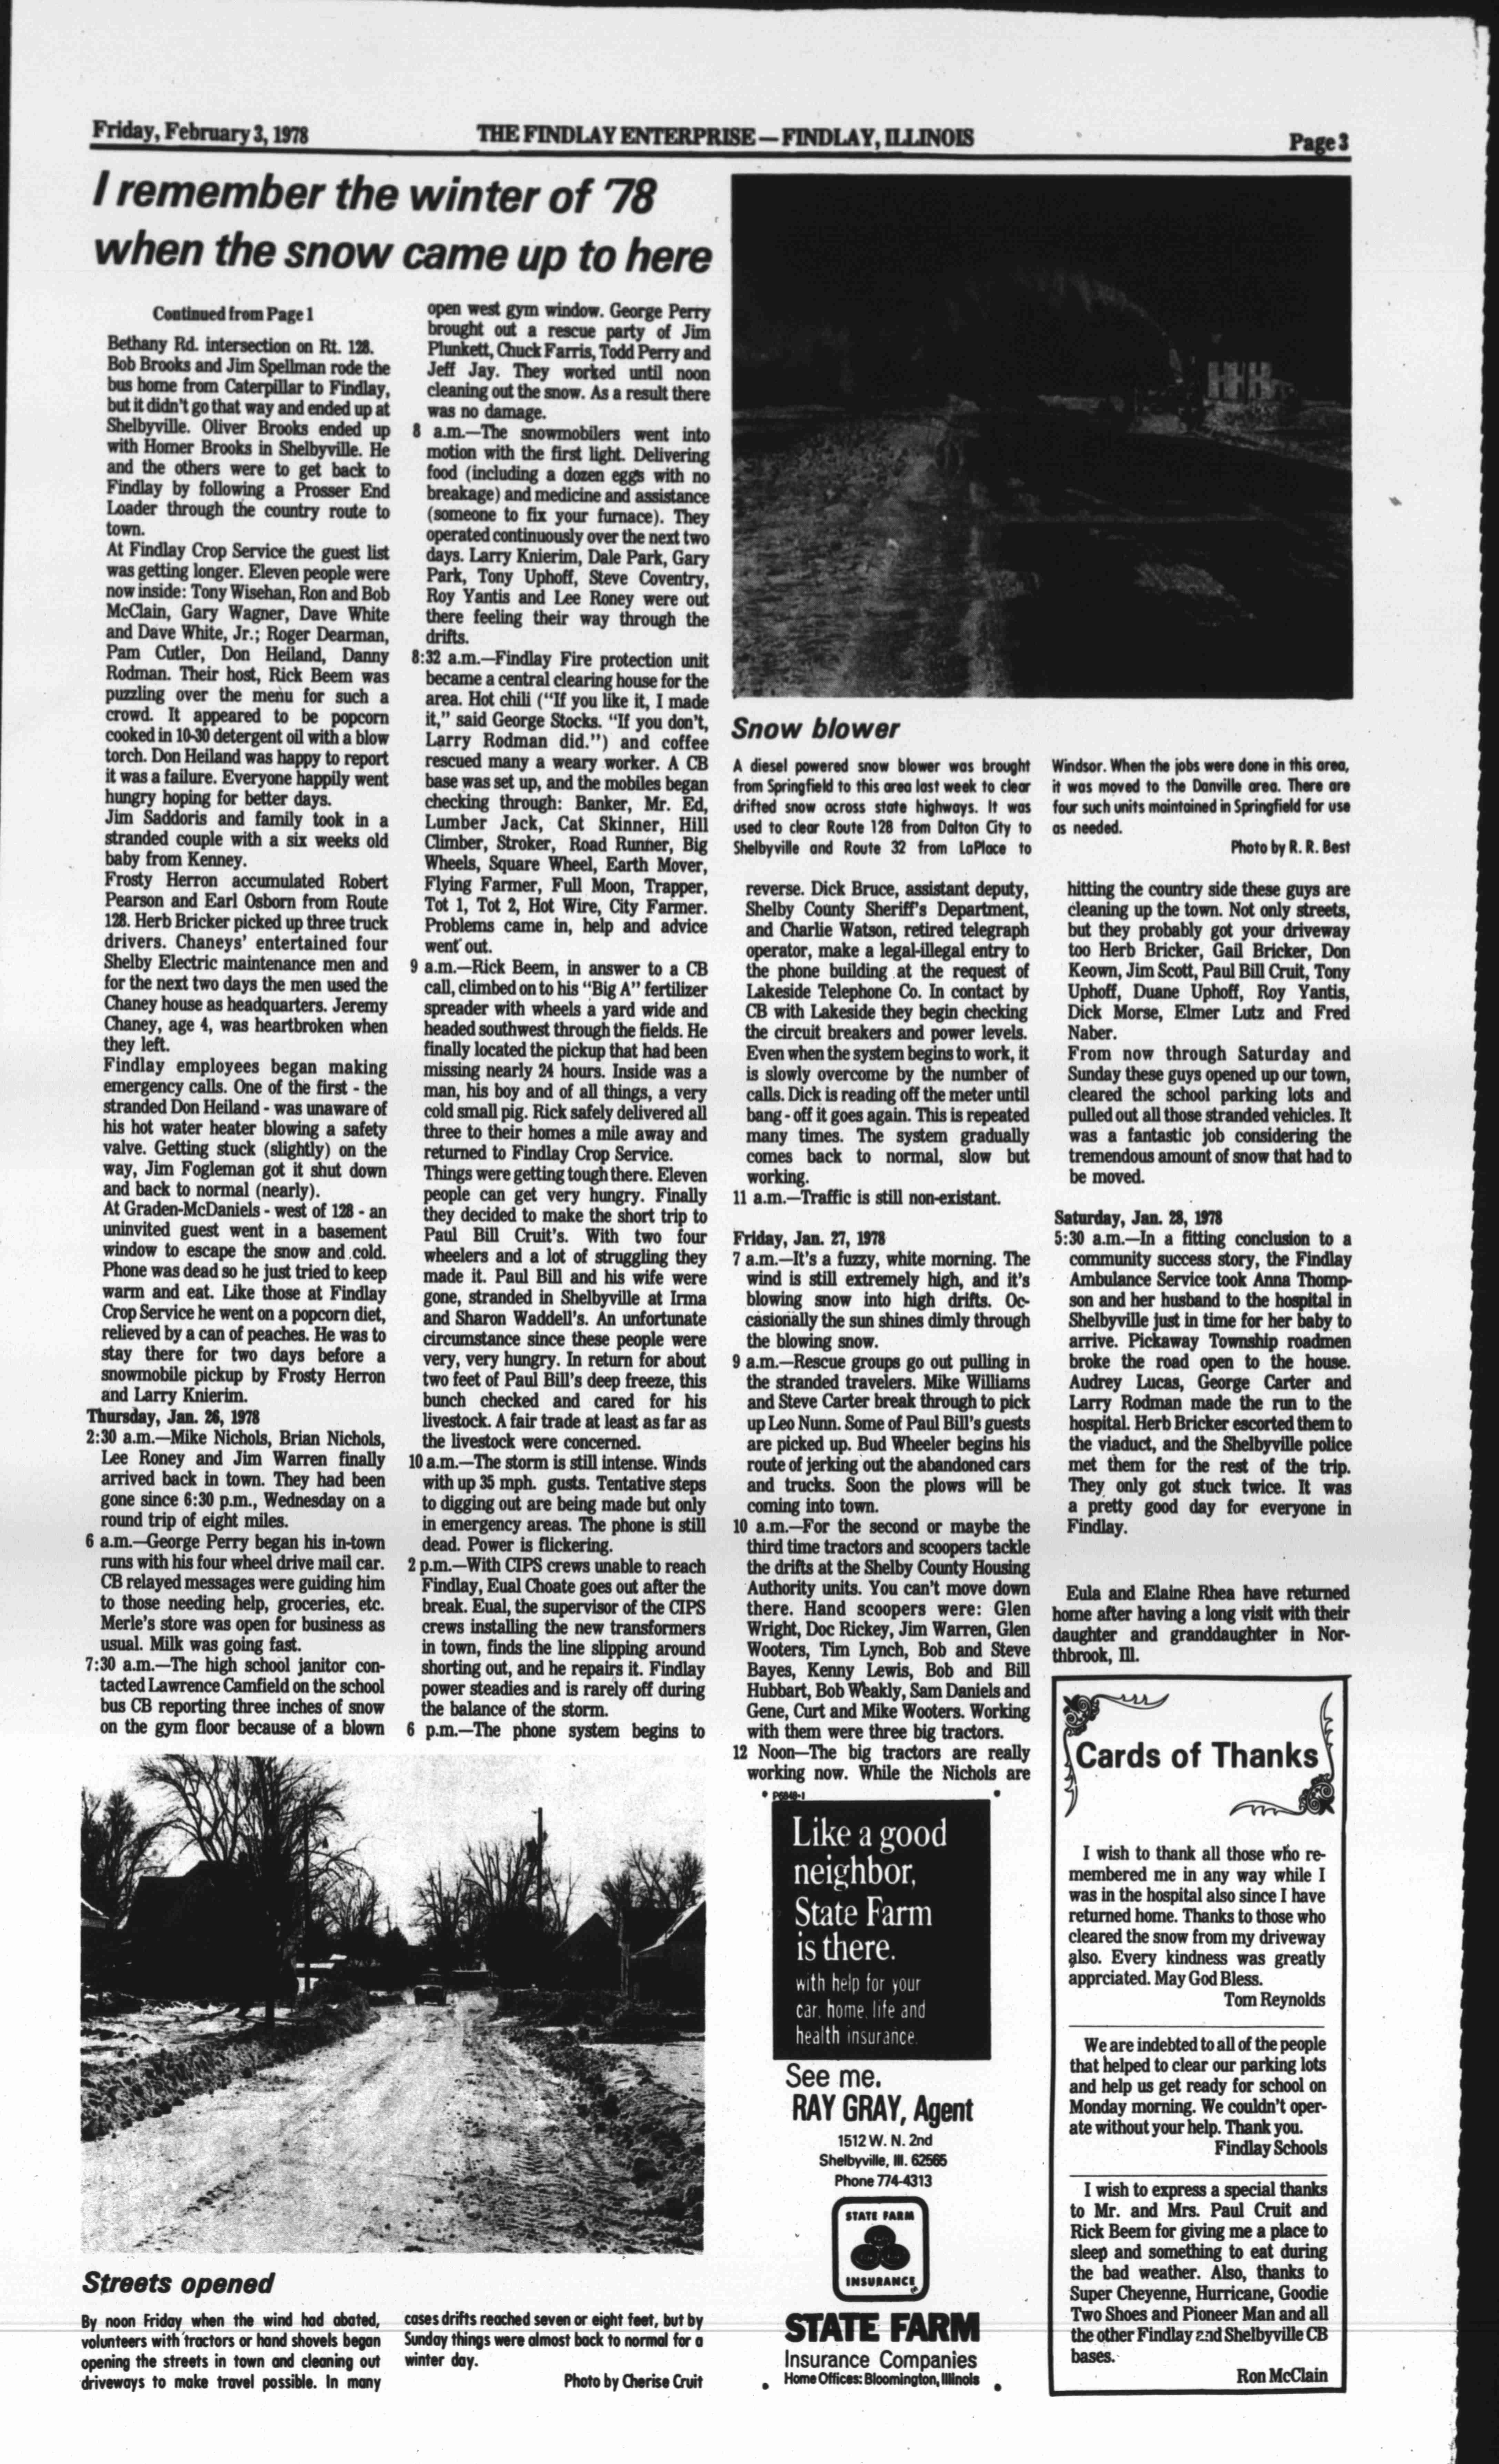 Friday, February 3, 1978
THE FINDLAY ENTERPRISE — FINDLAY, ILLINOIS
Page 3
I remember the winter of '78
when the snow came up to here
Continued from Page 1
Bethany Rd. intersection on Rt. 128.
Bob Brooks and Jim Spellman rode the
bus home from Caterpillar to Findlay,
but it didn't go that way and ended up at
Shelbyville. Oliver Brooks ended up
with Homer Brooks in Shelbyville. He
and the others were to get back to
Findlay by following a Prosser End
Loader through the country route to
town.
At Findlay Crop Service the guest list
was getting longer. Eleven people were
now inside: Tony Wisehan, Ron and Bob
McClain, Gary Wagner, Dave White
and Dave White, Jr.; Roger Dearman,
Pam Cutler, Don Heiland, Danny
Rodman. Their host, Rick Beem was
puzzling over the menu for such a
crowd. It appeared to be popcorn
cooked in 10-30 detergent oil with a blow
torch. Don Heiland was happy to report
it was a failure. Everyone happily went
hungry hoping for better days.
Jim Saddoris and family took in a
stranded couple with a six weeks old
baby from Kenney.
Frosty Herron accumulated Robert
Pearson and Earl Osborn from Route
128. Herb Bricker picked up three truck
drivers. Chaneys' entertained four
Shelby Electric maintenance men and
for the next two days the men used the
Chaney house as headquarters. Jeremy
Chaney, age 4, was heartbroken when
they left.
Findlay employees began making
emergency calls. One of the first - the
stranded Don Heiland - was unaware of
his hot water heater blowing a safety
valve. Getting stuck (slightly) on the
way, Jim Fogleman got it shut down
and back to normal (nearly).
At Graden-McDaniels - west of 128 - an
uninvited guest went in a basement
window to escape the snow and cold.
Phone was dead so he just tried to keep
warm and eat. Like those at Findlay
Crop Service he went on a popcorn diet,
relieved by a can of peaches. He was to
stay there for two days before a
snowmobile pickup by Frosty Herron
and Larry Knierim.
Thursday, Jan. 26, 1978
2:30 a.m.—Mike Nichols, Brian Nichols,
Lee Roney and Jim Warren finally
arrived back in town. They had been
gone since 6:30 p.m., Wednesday on a
round trip of eight miles.
6 a.m.—George Perry began his in-town
runs with his four wheel drive mail car.
CB relayed messages were guiding him
to those needing help, groceries, etc.
Merle's store was open for business as
usual. Milk was going fast.
7:30 a.m.—The high school janitor con-
tacted Lawrence Camfield on the school
bus CB reporting three inches of snow
on the gym floor because of a blown
open west gym window. George Perry
brought out a rescue party of Jim
Plunkett, Chuck Farris, Todd Perry and
Jeff Jay. They worked until noon
cleaning out the snow. As a result there
was no damage.
8 a.m.—The snowmobilers went into
motion with the first light. Delivering
food (including a dozen eggs with no
breakage) and medicine and assistance
(someone to fix your furnace). They
operated continuously over the next two
days. Larry Knierim, Dale Park, Gary
Park, Tony Uphoff, Steve Coventry,
Roy Yantis and Lee Roney were out
there feeling their way through the
drifts.
8:32 a.m.—Findlay Fire protection unit
became a central clearing house for the
area. Hot chili ("If you like it, I made
it," said George Stocks. "If you don't,
Larry Rodman did.") and coffee
rescued many a weary worker. A CB
base was set up, and the mobiles began
checking through: Banker, Mr. Ed,
Lumber Jack, Cat Skinner, Hill
Climber, Stroker, Road Runner, Big
Wheels, Square Wheel, Earth Mover,
Flying Farmer, Full Moon, Trapper,
Tot 1, Tot 2, Hot Wire, City Farmer.
Problems came in, help and advice
went out.
9 a.m.—Rick Beem, in answer to a CB
call, climbed on to his "Big A" fertilizer
spreader with wheels a yard wide and
headed southwest through the fields. He
finally located the pickup that had been
missing nearly 24 hours. Inside was a
man, his boy and of all things, a very
cold small pig. Rick safely delivered all
three to their homes a mile away and
returned to Findlay Crop Service.
Things were getting tough there. Eleven
people can get very hungry. Finally
they decided to make the short trip to
Paul Bill Cruit's. With two four
wheelers and a lot of struggling they
made it. Paul Bill and his wife were
gone, stranded in Shelbyville at Irma
and Sharon Waddell's. An unfortunate
circumstance since these people were
very, very hungry. In return for about
two feet of Paul Bill's deep freeze, this
bunch checked and cared for his
livestock. A fair trade at least as far as
the livestock were concerned.
10 a.m.—The storm is still intense. Winds
with up 35 mph. gusts. Tentative steps
to digging out are being made but only
in emergency areas. The phone is still
dead. Power is flickering.
2 p.m.—With CIPS crews unable to reach
Findlay, Eual Choate goes out after the
break. Eual, the supervisor of the CIPS
crews installing the new transformers
in town, finds the line slipping around
shorting out, and he repairs it. Findlay
power steadies and is rarely off during
the balance of the storm.
6 p.m.—The phone system begins to
Snow blower
A diesel powered snow blower was brought
from Springfield to this area last week to clear
drifted snow across state highways. It was
used to clear Route 128 from Dalton City to
Shelbyville and Route 32 from LaPlace to
Windsor. When the jobs were done in this area,
it was moved to the Danville area. There are
four such units maintained in Springfield for use
as needed.
Photo by R. R. Best
reverse. Dick Bruce, assistant deputy,
Shelby County Sheriff's Department,
and Charlie Watson, retired telegraph
operator, make a legal-illegal entry to
the phone building at the request of
Lakeside Telephone Co. In contact by
CB with Lakeside they begin checking
the circuit breakers and power levels.
Even when the system begins to work, it
is slowly overcome by the number of
calls. Dick is reading off the meter until
bang - off it goes again. This is repeated
many times. The system gradually
comes back to normal, slow but
working.
11 a.m.—Traffic is still non-existant.
Friday, Jan. 27, 1978
7 a.m.—It's a fuzzy, white morning. The
wind is still extremely high, and it's
blowing snow into high drifts. Oc-
casionally the sun shines dimly through
the blowing snow.
9 a.m.—Rescue groups go out pulling in
the stranded travelers. Mike Williams
and Steve Carter break through to pick
up Leo Nunn. Some of Paul Bill's guests
are picked up. Bud Wheeler begins his
route of jerking out the abandoned cars
and trucks. Soon the plows will be
coming into town.
10 a.m.—For the second or maybe the
third time tractors and scoopers tackle
the drifts at the Shelby County Housing
Authority units. You can't move down
there. Hand scoopers were: Glen
Wright, Doc Rickey, Jim Warren, Glen
Wooters, Tim Lynch, Bob and Steve
Bayes, Kenny Lewis, Bob and Bill
Hubbart, Bob Weakly, Sam Daniels and
Gene, Curt and Mike Wooters. Working
with them were three big tractors.
12 Noon—The big tractors are really
working now. While the Nichols are
hitting the country side these guys are
cleaning up the town. Not only streets,
but they probably got your driveway
too Herb Bricker, Gail Bricker, Don
Keown, Jim Scott, Paul Bill Cruit, Tony
Uphoff, Duane Uphoff, Roy Yantis,
Dick Morse, Elmer Lutz and Fred
Naber.
From now through Saturday and
Sunday these guys opened up our town,
cleared the school parking lots and
pulled out all those stranded vehicles. It
was a fantastic job considering the
tremendous amount of snow that had to
be moved.
Saturday, Jan. 28, 1978
5:30 a.m.—In a fitting conclusion to a
community success story, the Findlay
Ambulance Service took Anna Thomp-
son and her husband to the hospital in
Shelbyville just in time for her baby to
arrive. Pickaway Township roadmen
broke the road open to the house.
Audrey Lucas, George Carter and
Larry Rodman made the run to the
hospital. Herb Bricker escorted them to
the viaduct, and the Shelbyville police
met them for the rest of the trip.
They only got stuck twice. It was
a pretty good day for everyone in
Findlay.
Eula and Elaine Rhea have returned
home after having a long visit with their
daughter and granddaughter in Nor-
thbrook, Ill.
Streets opened
By noon Friday when the wind had abated,
volunteers with tractors or hand shovels began
opening the streets in town and cleaning out
driveways to make travel possible. In many
cases drifts reached seven or eight feet, but by
Sunday things were almost back to normal for a
winter day.
Photo by Cherise Cruit
P6840-1
Like a good
neighbor,
State Farm
is there.
with help for your
car, home, life and
health insurance.
See me.
RAY GRAY, Agent
1512 W. N. 2nd
Shelbyville, Ill. 62565
Phone 774-4313
STATE FARM
INSURANCE
STATE FARM
Insurance Companies
Home Offices: Bloomington, Illinois
Cards of Thanks
I wish to thank all those who re-
membered me in any way while I
was in the hospital also since I have
returned home. Thanks to those who
cleared the snow from my driveway
also. Every kindness was greatly
apprciated. May God Bless.
Tom Reynolds
We are indebted to all of the people
that helped to clear our parking lots
and help us get ready for school on
Monday morning. We couldn't oper-
ate without your help. Thank you.
Findlay Schools
I wish to express a special thanks
to Mr. and Mrs. Paul Cruit and
Rick Beem for giving me a place to
sleep and something to eat during
the bad weather. Also, thanks to
Super Cheyenne, Hurricane, Goodie
Two Shoes and Pioneer Man and all
the other Findlay and Shelbyville CB
bases.
Ron McClain